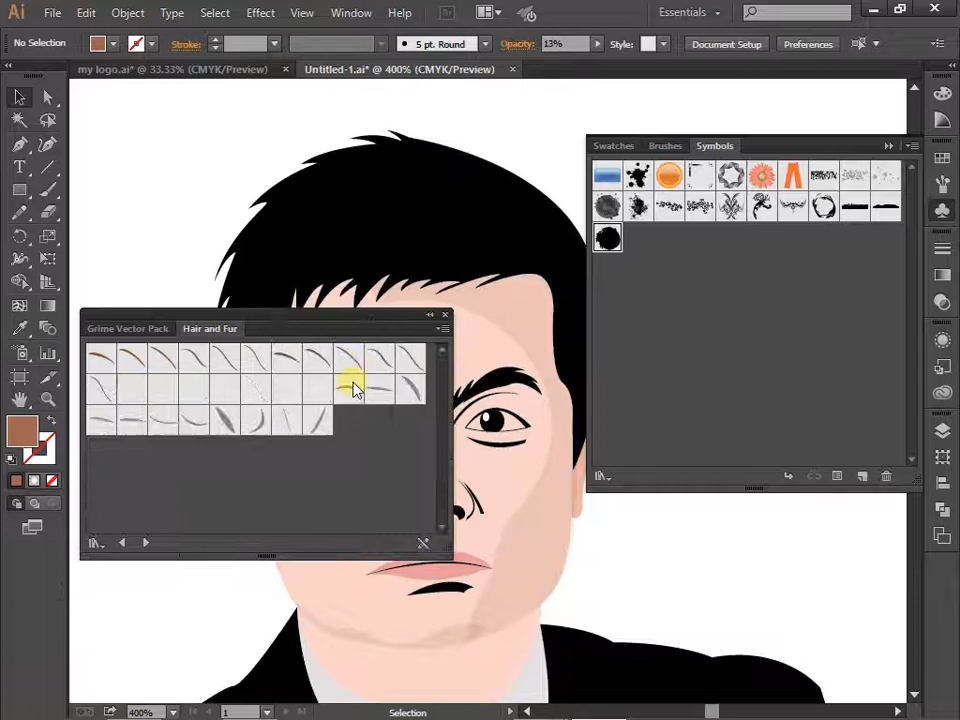 Ai File Edit Object Type Select Effect View Window Help Br Essentials
No Selection Stroke: 5 pt. Round Opacity: 13% Style: Document Setup Preferences
my logo.ai* @ 33.33% (CMYK/Preview) × Untitled-1.ai* @ 400% (CMYK/Preview) ×
Swatches Brushes Symbols
Grime Vector Pack Hair and Fur
400% 1 Selection